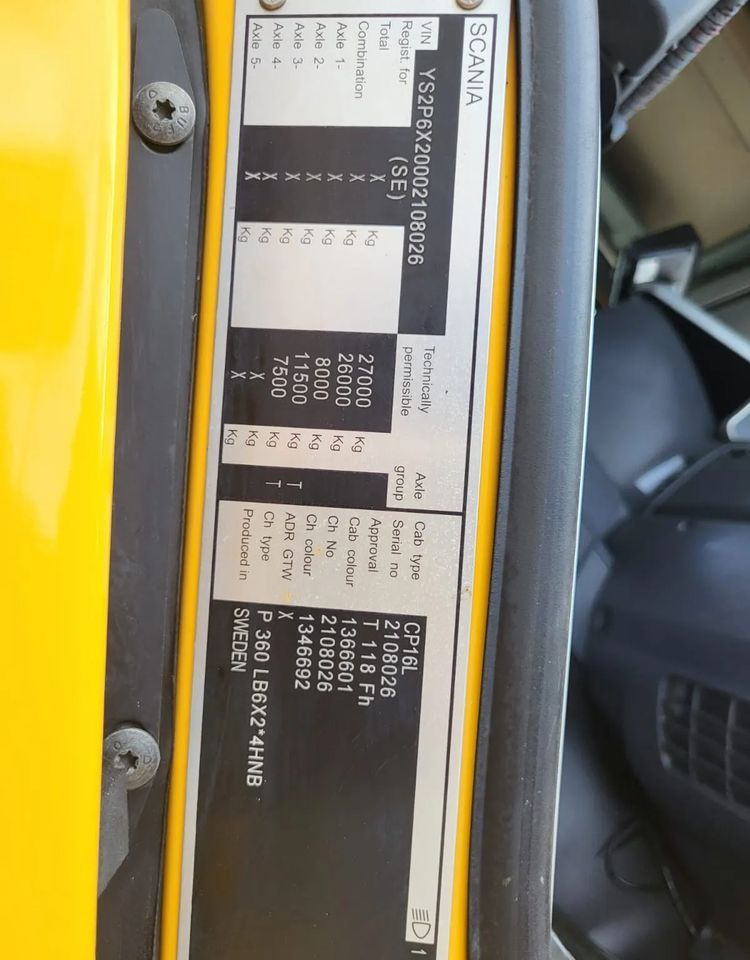 SCANIA
VIN YS2P6X20002108026
Regist. for (SE) Technically permissible Axle group
Total X Kg 27000 Kg
Combination X Kg 26000 Kg
Axle 1- X Kg 8000 Kg
Axle 2- X Kg 11500 Kg T
Axle 3- X Kg 7500 Kg T
Axle 4- X Kg X Kg
Axle 5- X Kg X Kg
Cab type CP16L
Serial no 2108026
Approval T 118 Fh
Cab colour 1366601
Ch No 2108026
Ch colour 1346692
ADR GTW - X
Ch type P 360 LB6X2*4HNB
Produced in SWEDEN
1